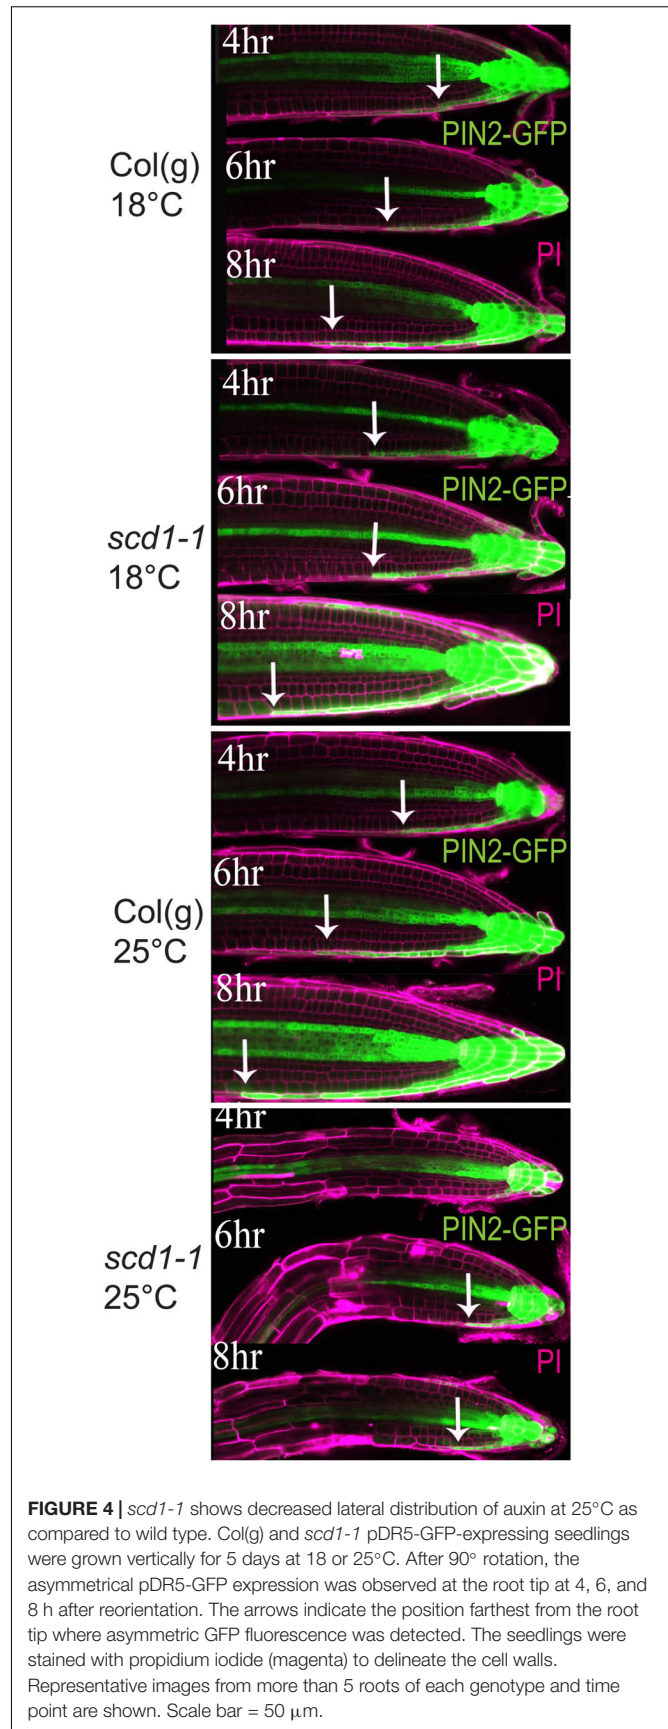 4hr
PIN2-GFP
Col(g)
18°C
6hr
PI
8hr
4hr
PIN2-GFP
scd1-1
18°C
6hr
PI
8hr
4hr
PIN2-GFP
Col(g)
25°C
6hr
PI
8hr
4hr
PIN2-GFP
scd1-1
25°C
6hr
PI
8hr
FIGURE 4 | scd1-1 shows decreased lateral distribution of auxin at 25°C as
compared to wild type. Col(g) and scd1-1 pDR5-GFP-expressing seedlings
were grown vertically for 5 days at 18 or 25°C. After 90° rotation, the
asymmetrical pDR5-GFP expression was observed at the root tip at 4, 6, and
8 h after reorientation. The arrows indicate the position farthest from the root
tip where asymmetric GFP fluorescence was detected. The seedlings were
stained with propidium iodide (magenta) to delineate the cell walls.
Representative images from more than 5 roots of each genotype and time
point are shown. Scale bar = 50 μm.